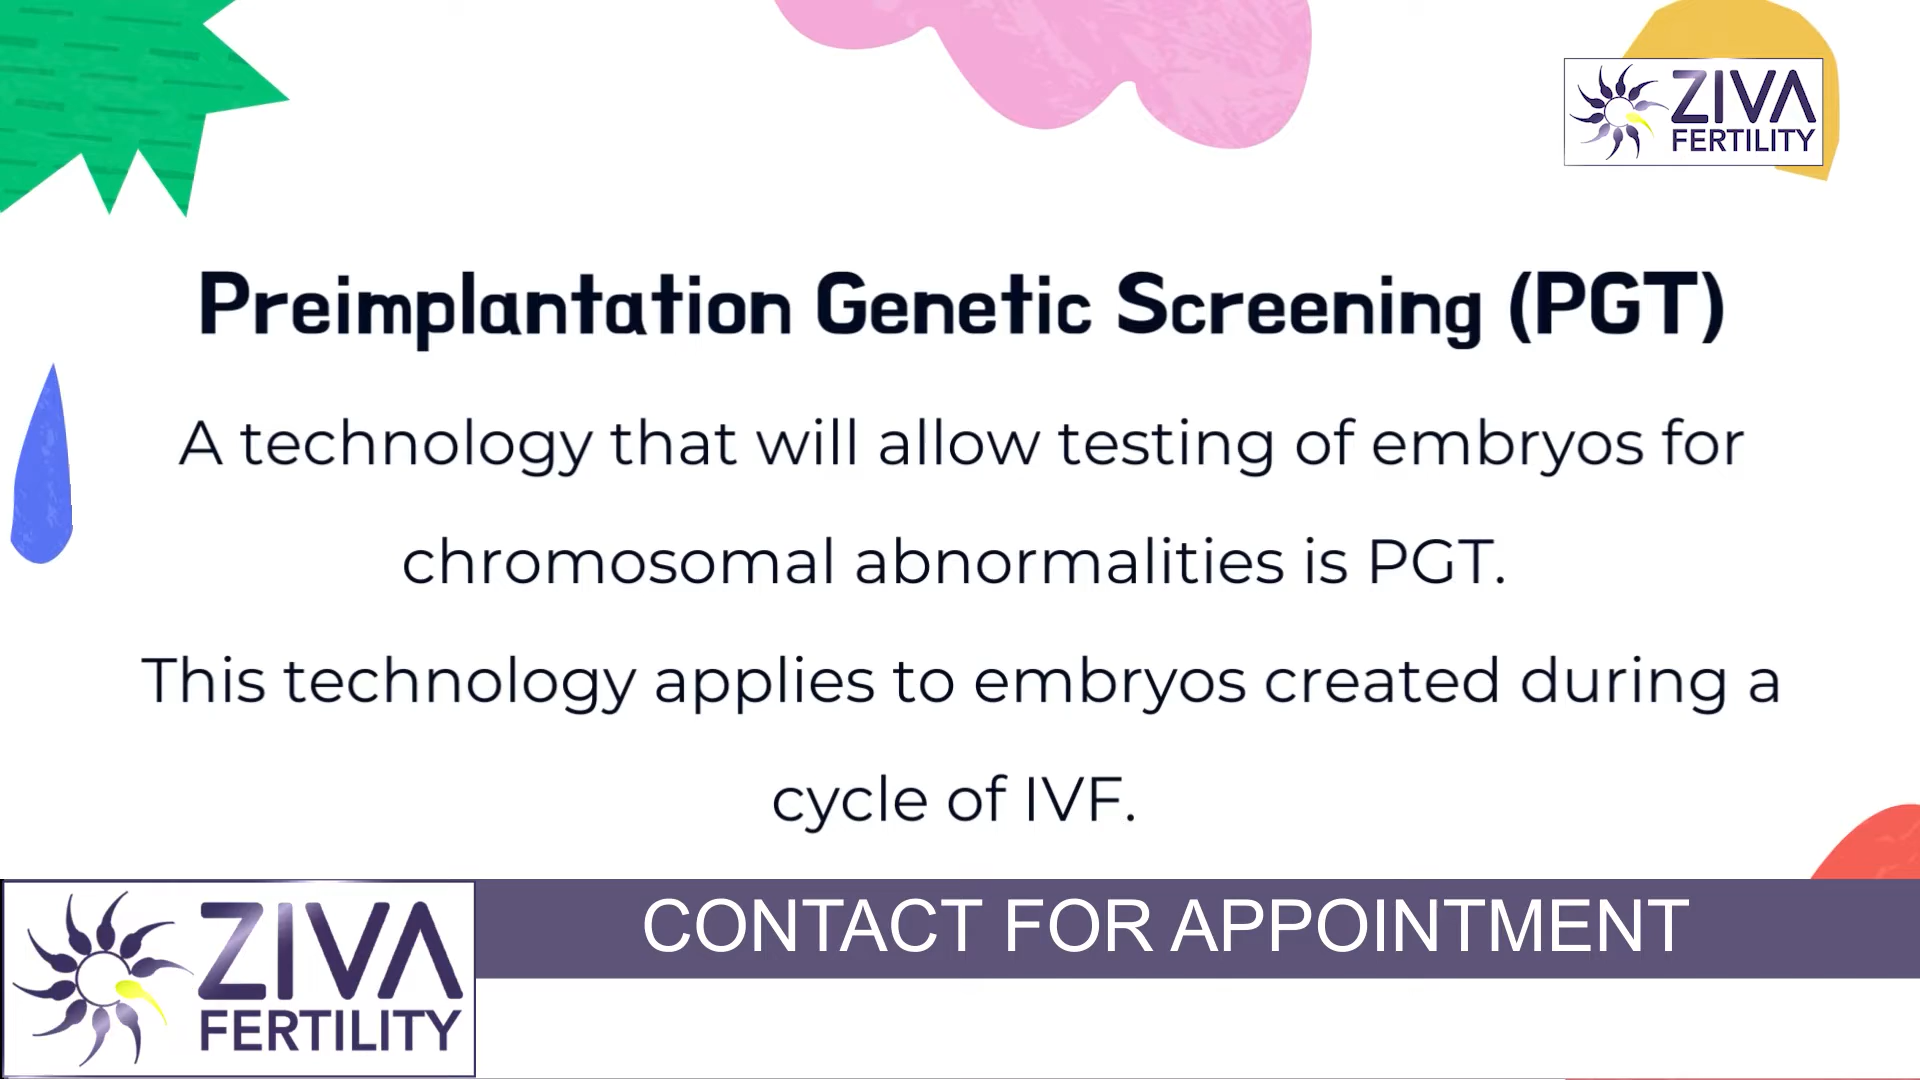 ZIVA
FERTILITY
Preimplantation Genetic Screening (PGT)
A technology that will allow testing of embryos for
chromosomal abnormalities is PGT.
This technology applies to embryos created during a
cycle of IVF.
ZIVA
FERTILITY
CONTACT FOR APPOINTMENT